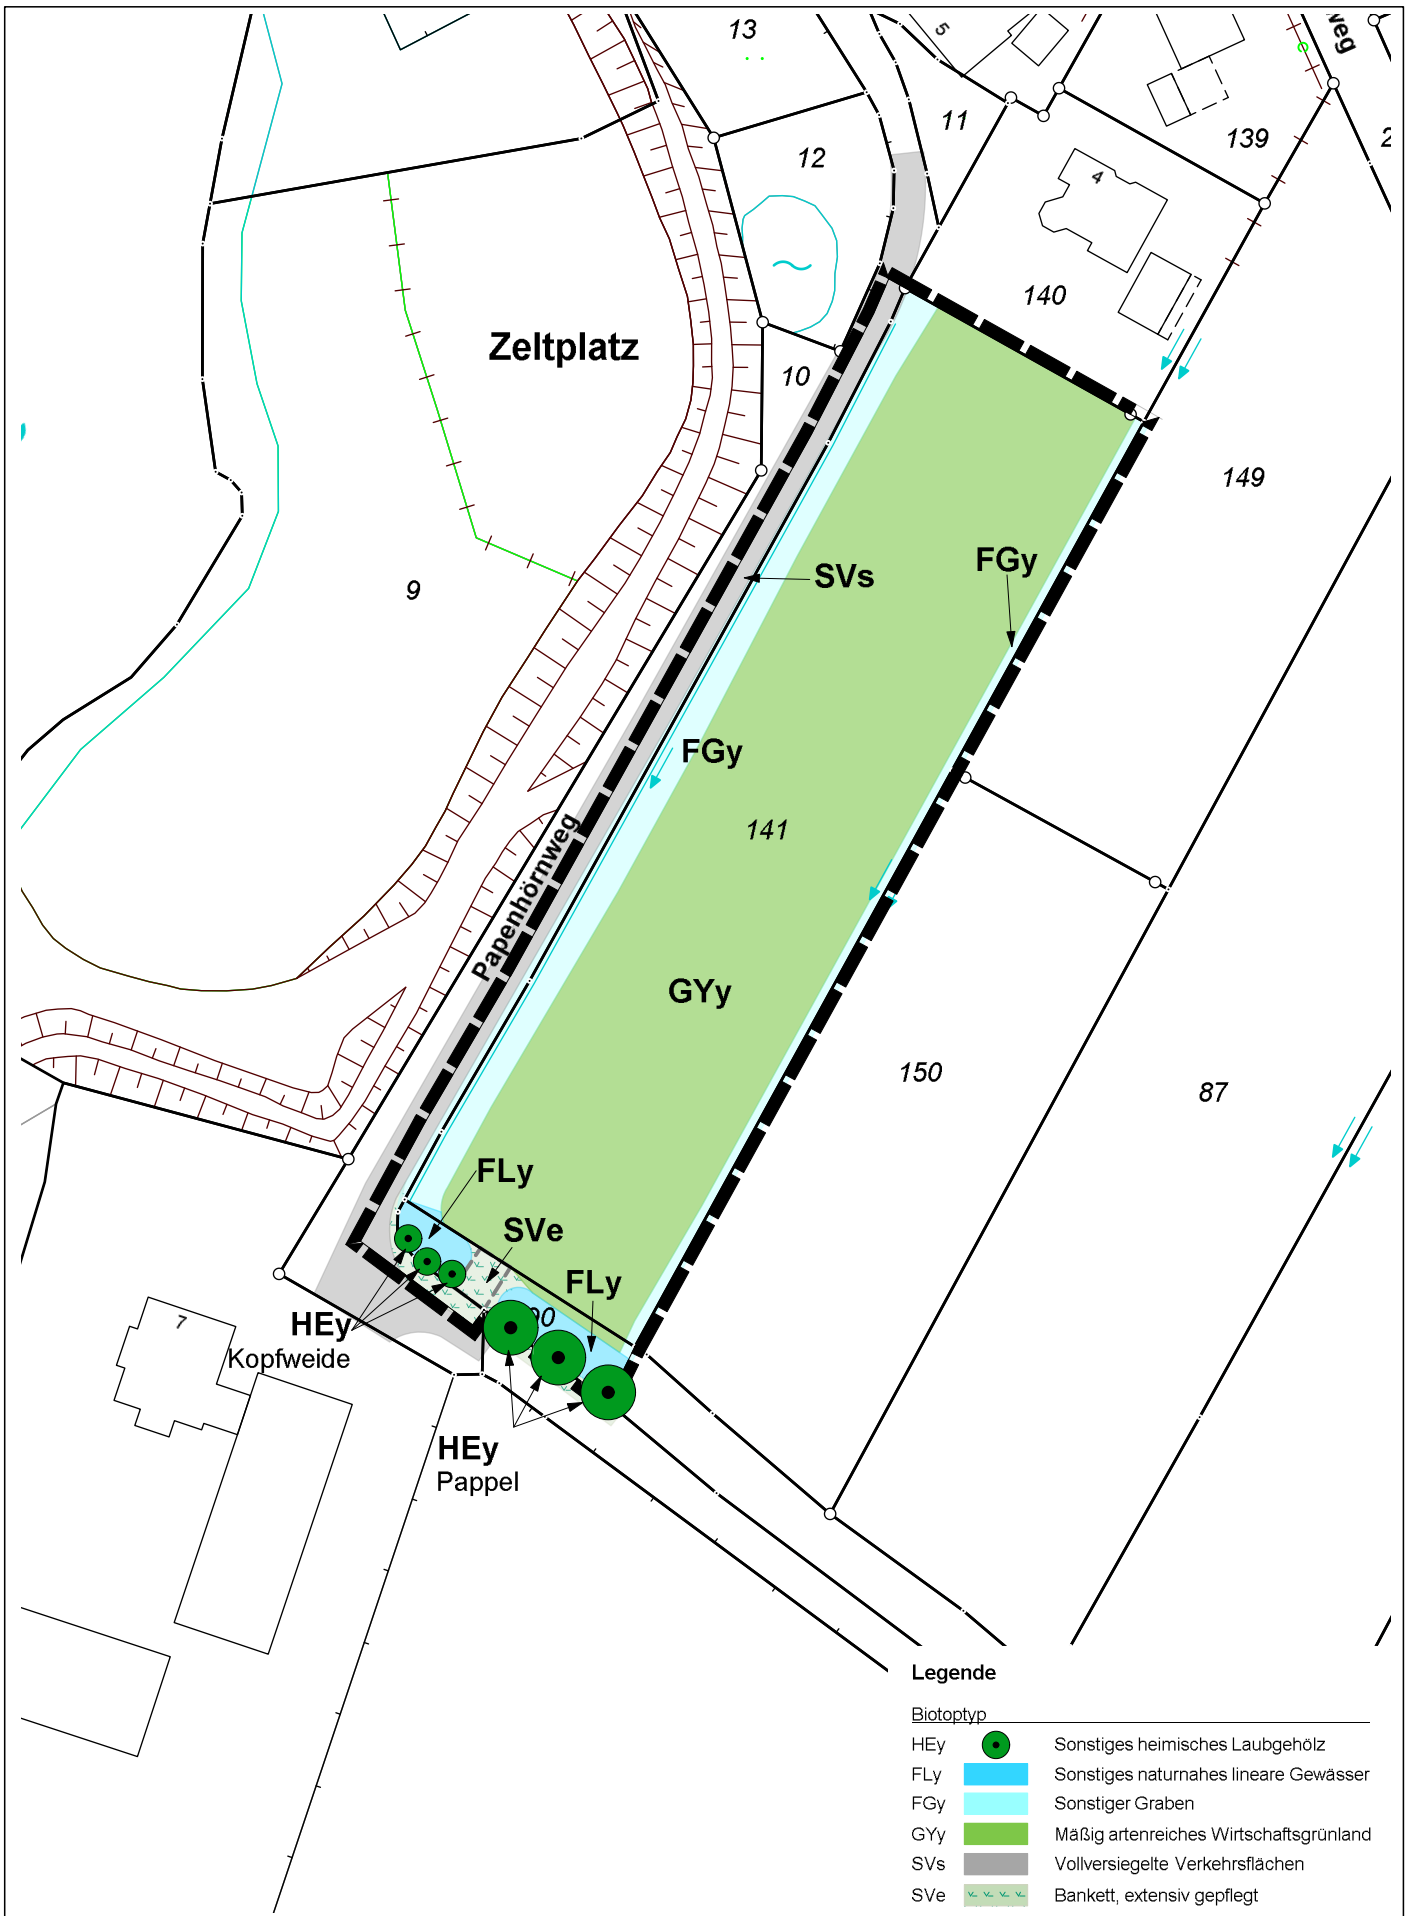 13
5
weg
11
139
2
12
4
140
Zeltplatz
10
149
9
SVs
FGy
FGy
141
Papenhörnweg
GYy
150
87
FLy
SVe
FLy
90
HEy
Kopfweide
7
HEy
Pappel
Legende
Biotoptyp
HEy Sonstiges heimisches Laubgehölz
FLy Sonstiges naturnahes lineare Gewässer
FGy Sonstiger Graben
GYy Mäßig artenreiches Wirtschaftsgrünland
SVs Vollversiegelte Verkehrsflächen
SVe Bankett, extensiv gepflegt